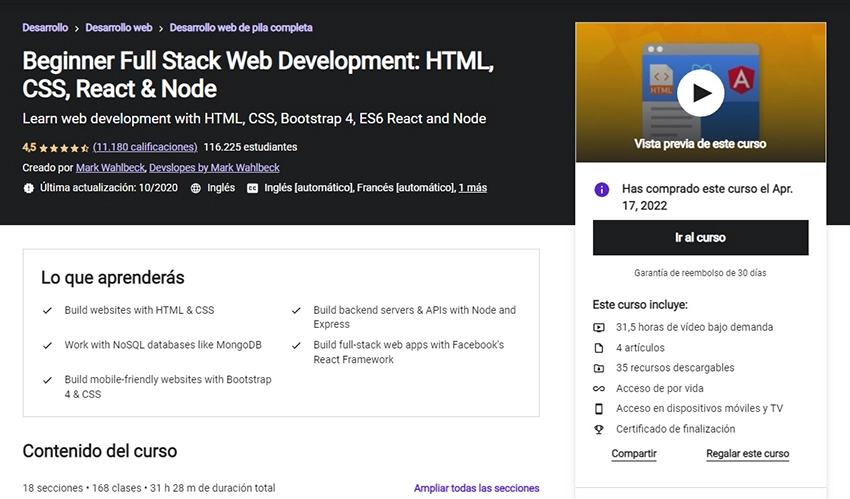 Desarrollo > Desarrollo web > Desarrollo web de pila completa
Beginner Full Stack Web Development: HTML,
CSS, React & Node
Learn web development with HTML, CSS, Bootstrap 4, ES6 React and Node
4,5 (11.180 calificaciones) 116.225 estudiantes
Creado por Mark Wahlbeck, Devslopes by Mark Wahlbeck
Última actualización: 10/2020 Inglés CC Inglés [automático], Francés [automático], 1 más
HTML
A
Vista previa de este curso
Has comprado este curso el Apr.
17, 2022
Ir al curso
Garantía de reembolso de 30 días
Este curso incluye:
31,5 horas de vídeo bajo demanda
4 artículos
35 recursos descargables
Acceso de por vida
Acceso en dispositivos móviles y TV
Certificado de finalización
Compartir Regalar este curso
Lo que aprenderás
Build websites with HTML & CSS
Work with NoSQL databases like MongoDB
Build mobile-friendly websites with Bootstrap
4 & CSS
Build backend servers & APIs with Node and
Express
Build full-stack web apps with Facebook's
React Framework
Contenido del curso
18 secciones • 168 clases • 31 h 28 m de duración total Ampliar todas las secciones